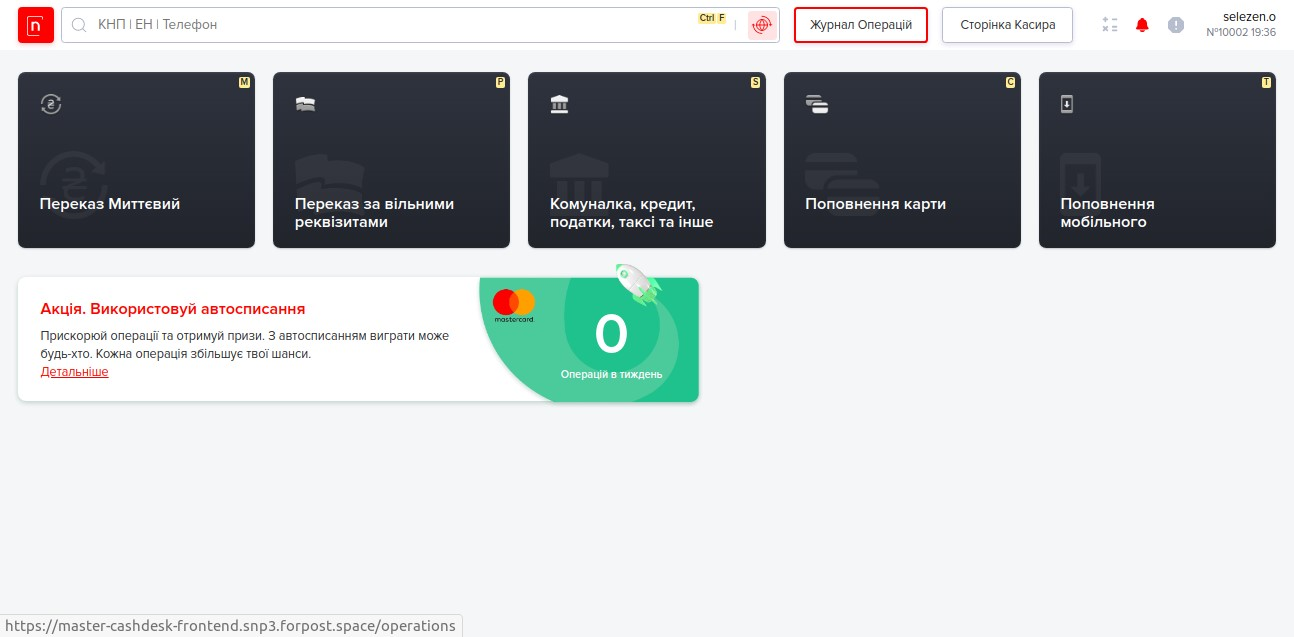 n
КНП | ЕН | Телефон
Ctrl F
Журнал Операцій
Сторінка Касира
selezen.o
№10002 19:36
M
Переказ Миттєвий
P
Переказ за вільними
реквізитами
S
Комуналка, кредит,
податки, таксі та інше
C
Поповнення карти
T
Поповнення
мобільного
Акція. Використовуй автосписання
Прискорюй операції та отримуй призи. З автосписанням виграти може
будь-хто. Кожна операція збільшує твої шанси.
Детальніше
mastercard.
0
Операцій в тиждень
https://master-cashdesk-frontend.snp3.forpost.space/operations